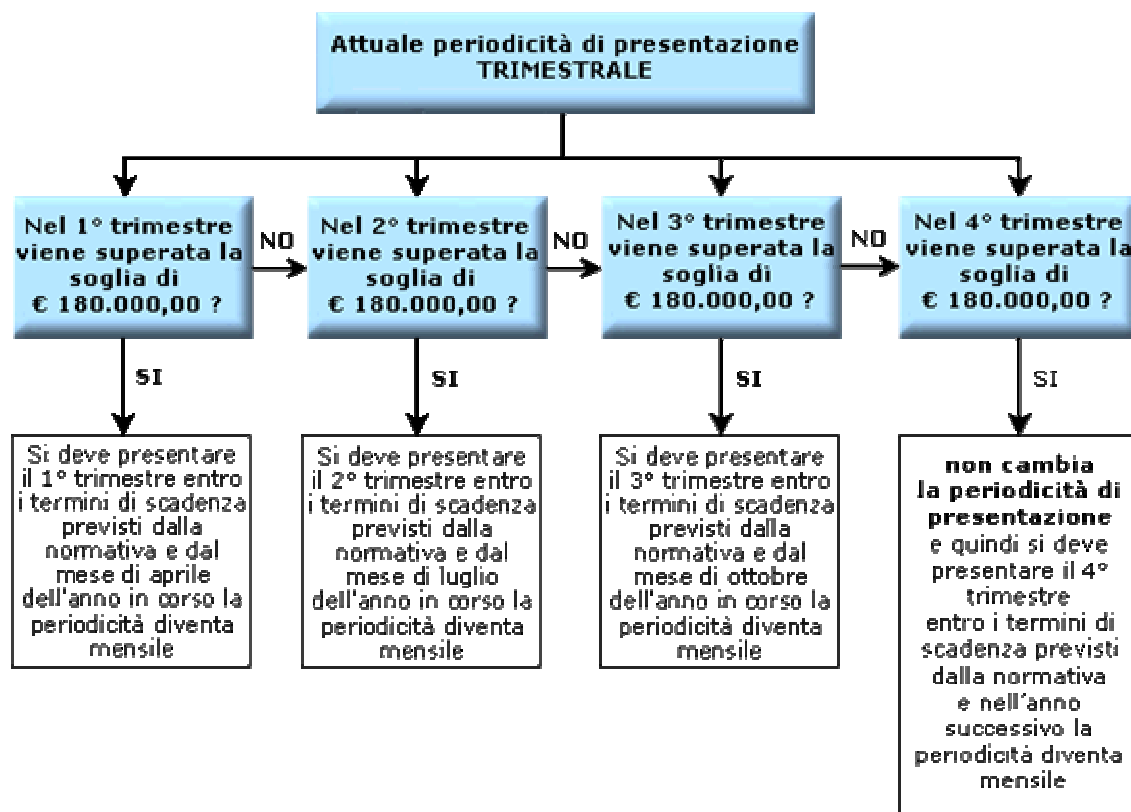 Attuale periodicità di presentazione
TRIMESTRALE
Nel 1° trimestre
viene superata la
soglia di
€ 180.000,00 ?
NO
Nel 2° trimestre
viene superata la
soglia di
€ 180.000,00 ?
NO
Nel 3° trimestre
viene superata la
soglia di
€ 180.000,00 ?
NO
Nel 4° trimestre
viene superata la
soglia di
€ 180.000,00 ?
SI
SI
SI
SI
Si deve presentare
il 1° trimestre entro
i termini di scadenza
previsti dalla
normativa e dal
mese di aprile
dell'anno in corso la
periodicità diventa
mensile
Si deve presentare
il 2° trimestre entro
i termini di scadenza
previsti dalla
normativa e dal
mese di luglio
dell'anno in corso la
periodicità diventa
mensile
Si deve presentare
il 3° trimestre entro
i termini di scadenza
previsti dalla
normativa e dal
mese di ottobre
dell'anno in corso la
periodicità diventa
mensile
non cambia
la periodicità di
presentazione
e quindi si deve
presentare il 4°
trimestre
entro i termini di
scadenza previsti
dalla normativa
e nell'anno
successivo la
periodicità diventa
mensile